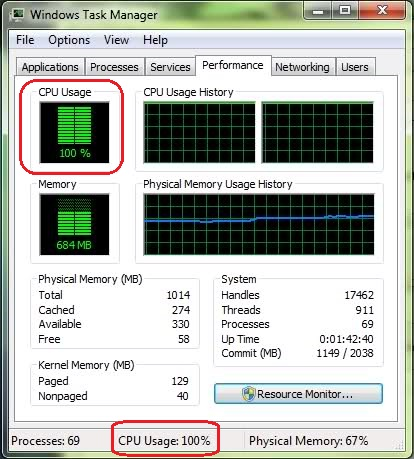 Windows Task Manager
File Options View Help
Applications Processes Services Performance Networking Users
CPU Usage CPU Usage History
100 %
Memory Physical Memory Usage History
684 MB
Physical Memory (MB)
Total 1014
Cached 274
Available 330
Free 58
Kernel Memory (MB)
Paged 129
Nonpaged 40
System
Handles 17462
Threads 911
Processes 69
Up Time 0:01:42:40
Commit (MB) 1149 / 2038
Resource Monitor...
Processes: 69 CPU Usage: 100% Physical Memory: 67%